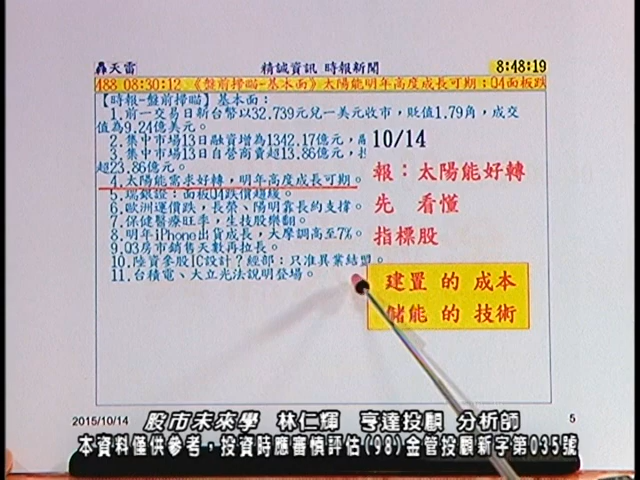 轟天雷 精誠資訊 時報新聞 8:48:19
488 08:30:12 《盤前掃瞄-基本面》太陽能明年高度成長可期；Q4面板跌
【時報-盤前掃瞄】基本面：
1.前一交易日新台幣以32.739元兌一美元收市，貶值1.79角，成交
值為9.24億美元。
2.集中市場13日融資增為1342.17億元，
3.集中市場13日自營商賣超13.86億元，
超23.86億元。
4.太陽能需求好轉，明年高度成長可期。
5.瑞銀證：面板Q4跌價趨緩。
6.歐洲運價跌，長榮、陽明靠長約支撐。
7.保健醫療旺季，生技股樂翻。
8.明年iPhone出貨成長，大摩調高至7%。
9.Q3房市銷售天數再拉長。
10.陸資參股IC設計？經部：只准異業結盟。
11.台積電、大立光法說明登場。
10/14
報：太陽能好轉
先 看懂
指標股
建置 的 成本
儲能 的 技術
2015/10/14 5
股市未來學 林仁輝 亨達投顧 分析師
本資料僅供參考，投資時應審慎評估(98)金管投顧新字第035號